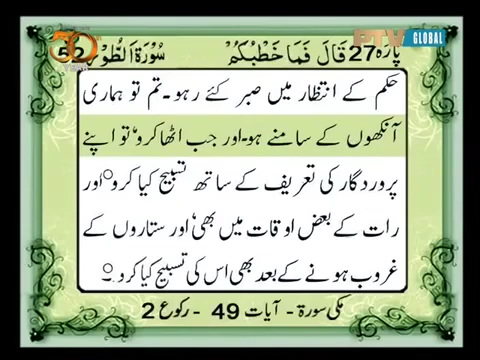 پارہ 27 قَالَ فَمَا خَطْبُكُمْ سُوْرَۃُ الطُّوْر 52
PTV GLOBAL
حکم کے انتظار میں صبر کئے رہو۔ تم تو ہماری
آنکھوں کے سامنے ہو۔ اور جب اٹھا کرو تو اپنے
پروردگار کی تعریف کے ساتھ تسبیح کیا کرو ○ اور
رات کے بعض اوقات میں بھی اور ستاروں کے
غروب ہونے کے بعد بھی اس کی تسبیح کیا کرو ○
مکی سورۃ - آیات 49 - رکوع 2